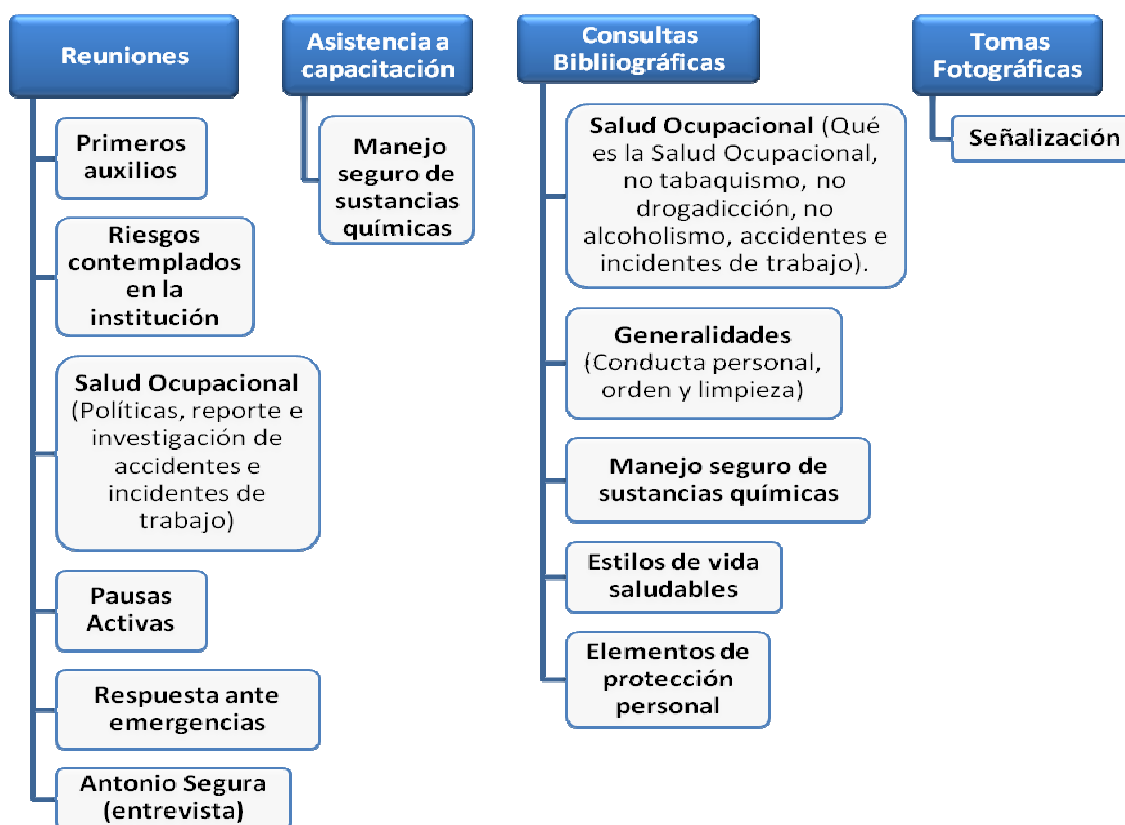 Reuniones
Primeros
auxilios
Riesgos
contemplados
en la
institución
Salud Ocupacional
(Políticas, reporte e
investigación de
accidentes e
incidentes de
trabajo)
Pausas
Activas
Respuesta ante
emergencias
Antonio Segura
(entrevista)
Asistencia a
capacitación
Manejo
seguro de
sustancias
químicas
Consultas
Bibliiográficas
Salud Ocupacional (Qué
es la Salud Ocupacional,
no tabaquismo, no
drogadicción, no
alcoholismo, accidentes e
incidentes de trabajo).
Generalidades
(Conducta personal,
orden y limpieza)
Manejo seguro de
sustancias químicas
Estilos de vida
saludables
Elementos de
protección
personal
Tomas
Fotográficas
Señalización